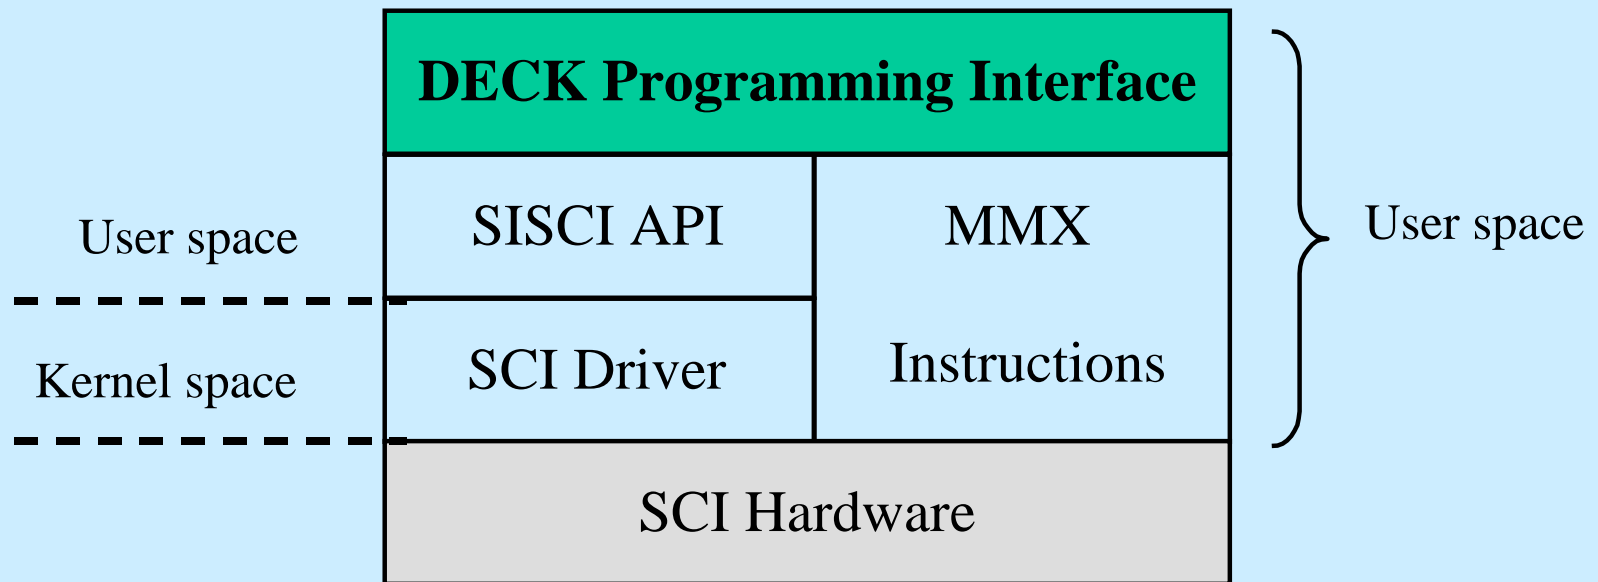 DECK Programming Interface
User space
SISCI API
MMX
User space
Kernel space
SCI Driver
Instructions
SCI Hardware